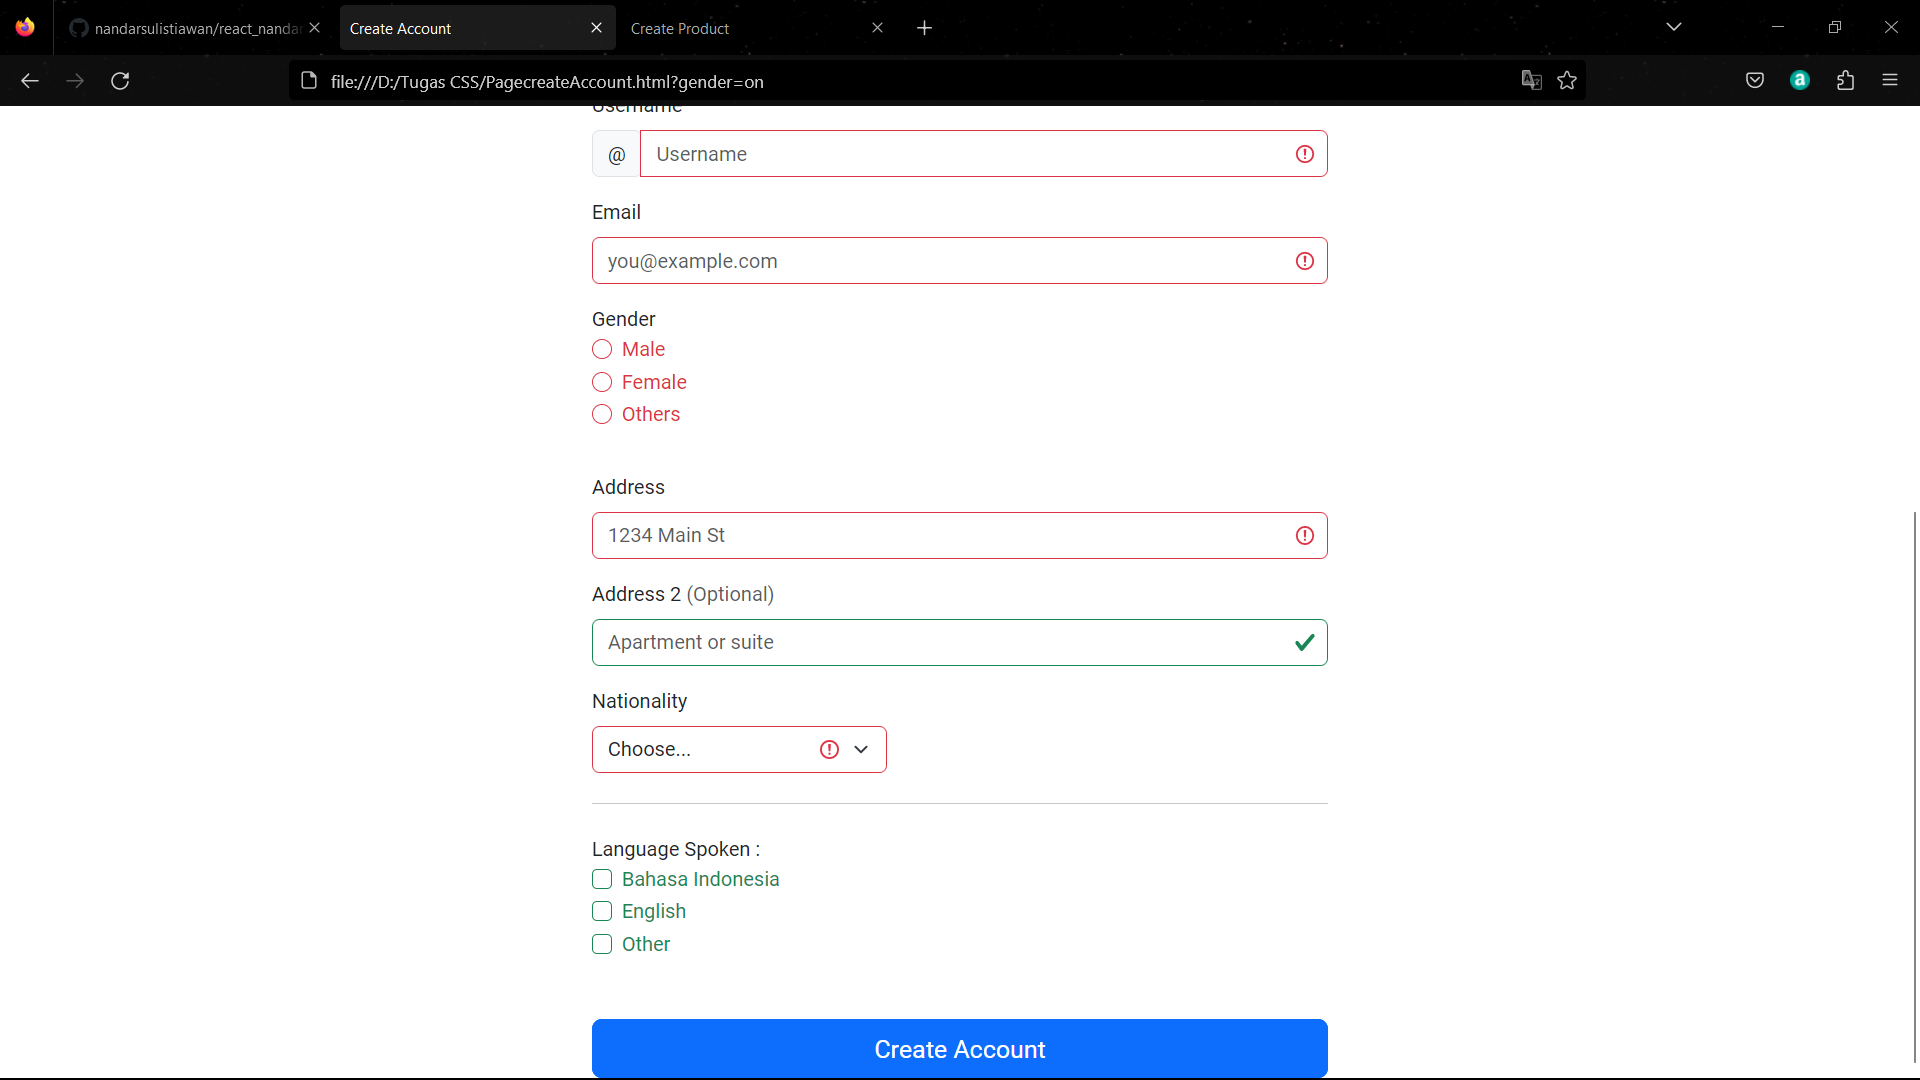 nandarsulistiawan/react_nanda
Create Account
Create Product
file:///D:/Tugas CSS/PagecreateAccount.html?gender=on
Username
@ Username
Email
you@example.com
Gender
Male
Female
Others
Address
1234 Main St
Address 2 (Optional)
Apartment or suite
Nationality
Choose...
Language Spoken :
Bahasa Indonesia
English
Other
Create Account